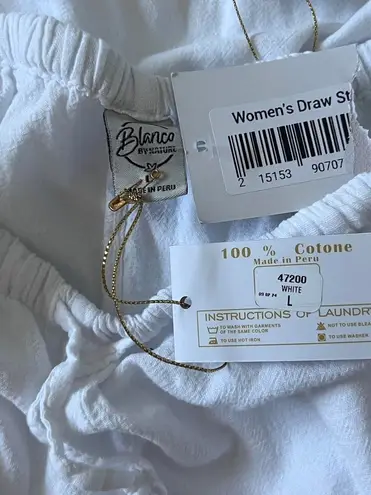 Blanco
BY NATURE
MADE IN PERU
Women's Draw St
2 15153 90707
100 % Cotone
Made in Peru
47200
WHITE
L
INSTRUCTIONS OF LAUNDR
TO WASH WITH GARMENTS
OF THE SAME COLOR
NOT TO USE BLEA
TO USE HOT IRON
TO USE WASHER